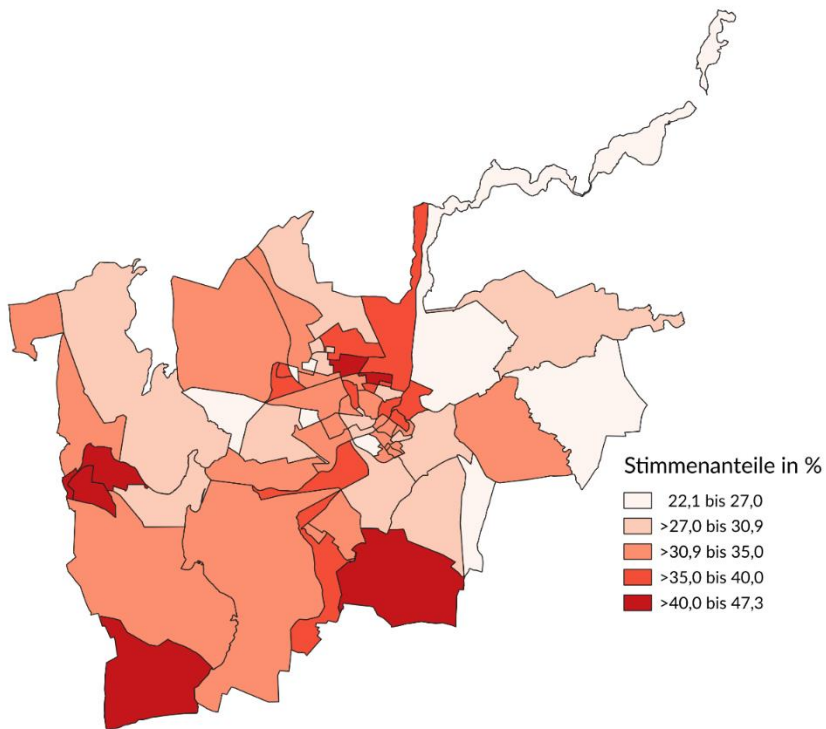 Stimmenanteile in %
22,1 bis 27,0
>27,0 bis 30,9
>30,9 bis 35,0
>35,0 bis 40,0
>40,0 bis 47,3